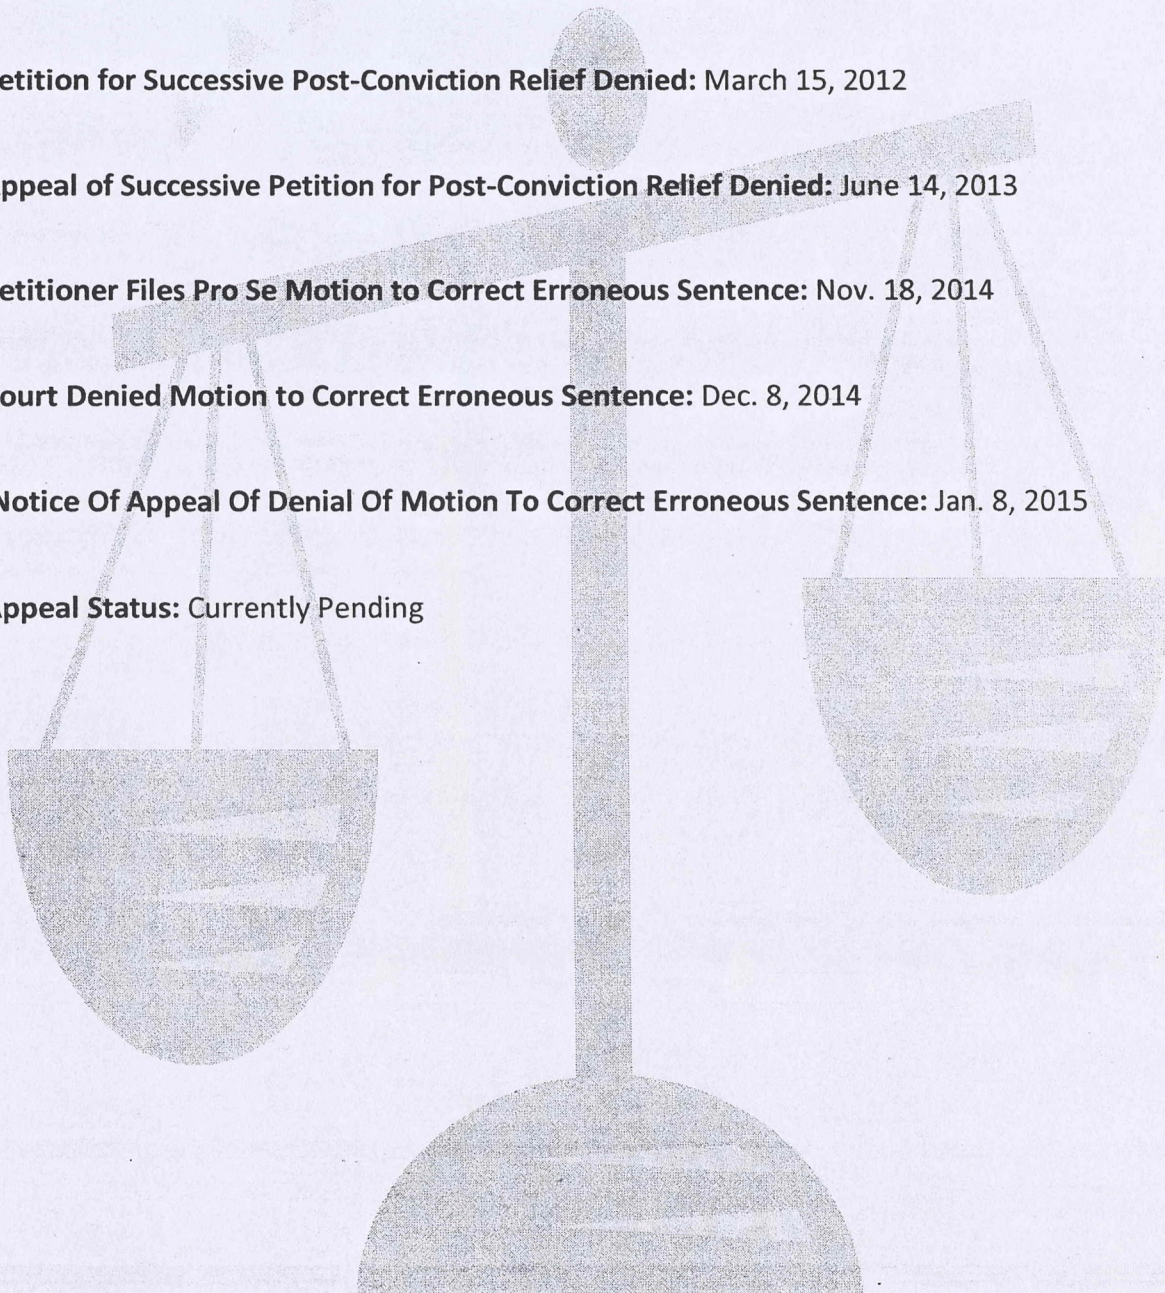 etition for Successive Post-Conviction Relief Denied: March 15, 2012
ppeal of Successive Petition for Post-Conviction Relief Denied: June 14, 2013
etitioner Files Pro Se Motion to Correct Erroneous Sentence: Nov. 18, 2014
ourt Denied Motion to Correct Erroneous Sentence: Dec. 8, 2014
Notice Of Appeal Of Denial Of Motion To Correct Erroneous Sentence: Jan. 8, 2015
ppeal Status: Currently Pending